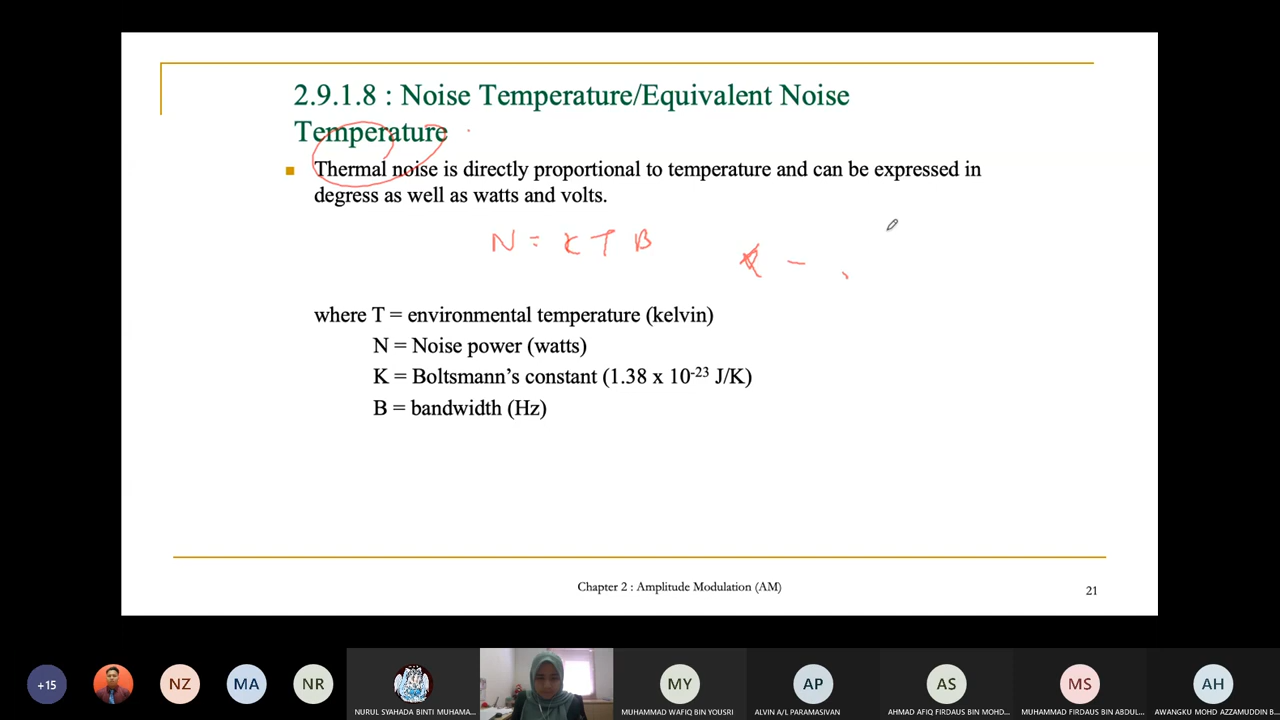 2.9.1.8 : Noise Temperature/Equivalent Noise
Temperature
Thermal noise is directly proportional to temperature and can be expressed in
degress as well as watts and volts.
N = K T B
where T = environmental temperature (kelvin)
N = Noise power (watts)
K = Boltsmann’s constant (1.38 x 10⁻²³ J/K)
B = bandwidth (Hz)
Chapter 2 : Amplitude Modulation (AM)
21
+15
NZ
MA
NR
MY
AP
AS
MS
AH
NURUL SYAHADA BINTI MUHAMA...
MUHAMMAD WAFIQ BIN YOUSRI
ALVIN A/L PARAMASIVAN
AHMAD AFIQ FIRDAUS BIN MOHD...
MUHAMMAD FIRDAUS BIN ABDUL...
AWANGKU MOHD AZZAMUDDIN B...